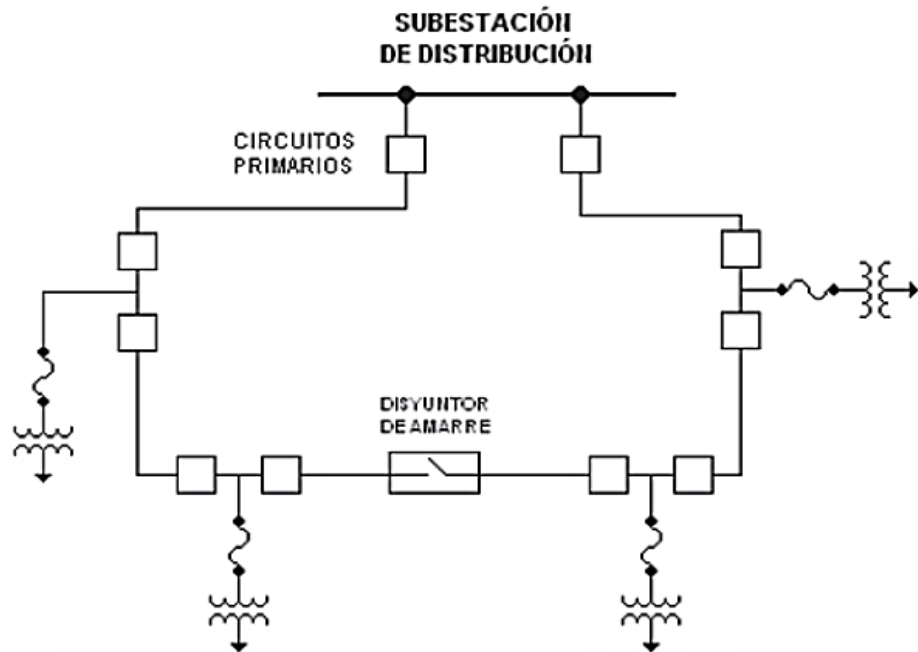 SUBESTACIÓN
DE DISTRIBUCIÓN
CIRCUITOS
PRIMARIOS
DISYUNTOR
DE AMARRE